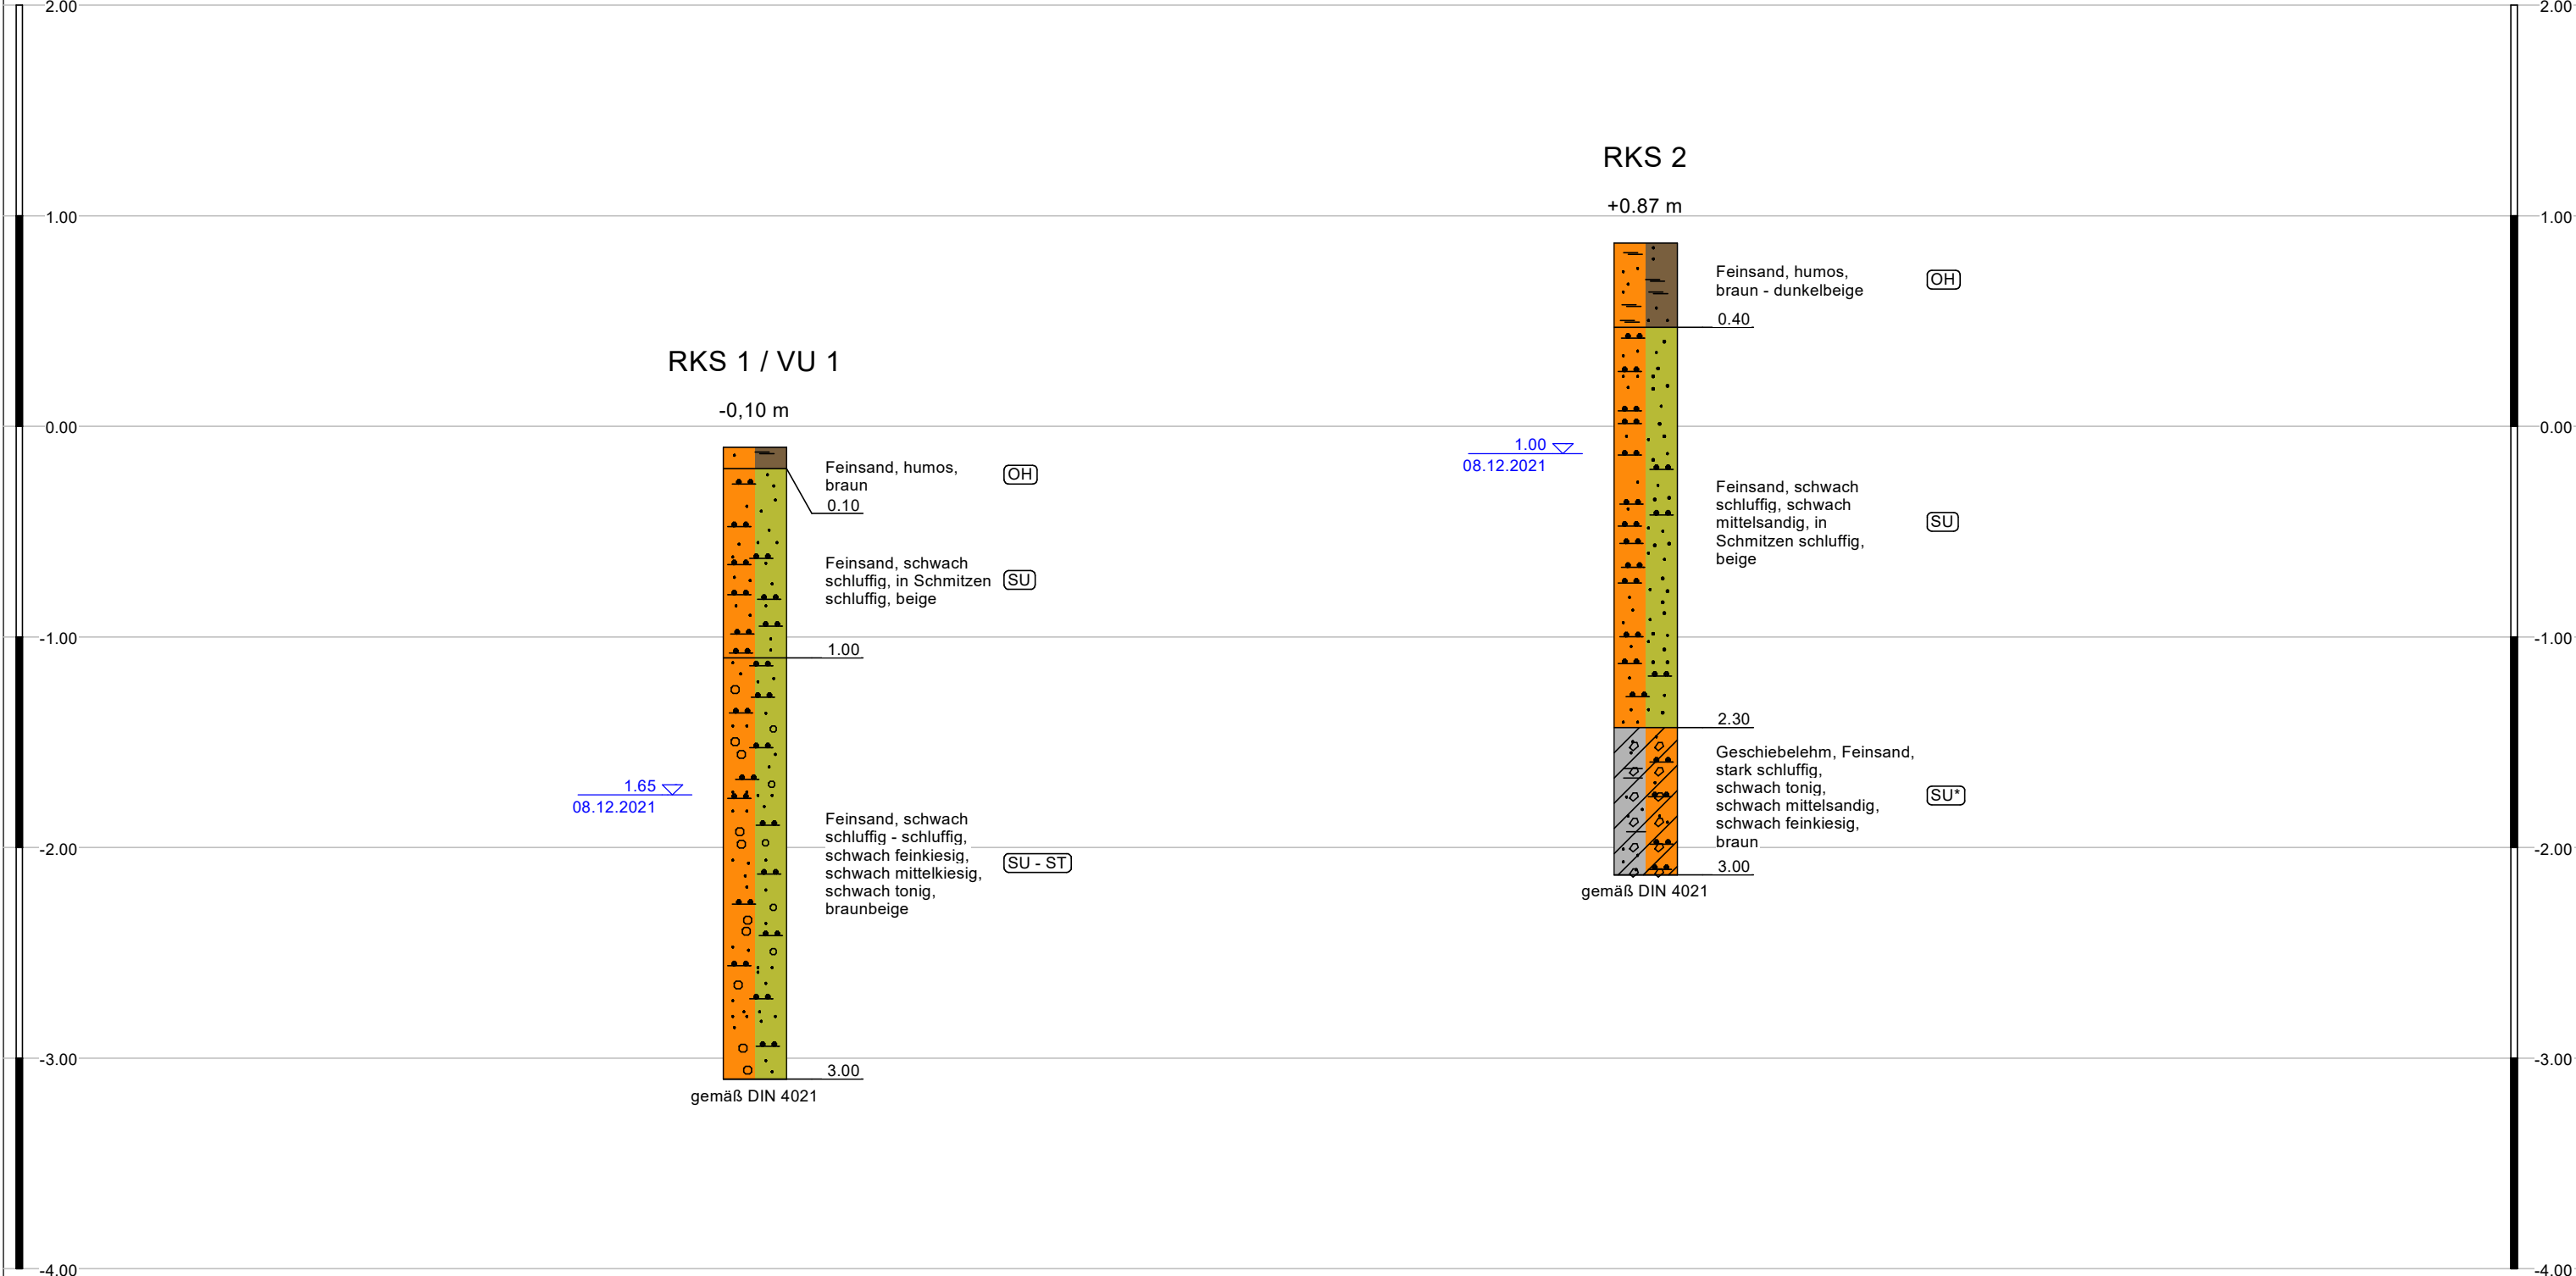 2.00
2.00
RKS 2
+0.87 m
1.00
1.00
Feinsand, humos,
braun - dunkelbeige
OH
0.40
RKS 1 / VU 1
-0,10 m
0.00
0.00
1.00
08.12.2021
Feinsand, humos,
braun
OH
0.10
Feinsand, schwach
schluffig, schwach
mittelsandig, in
Schmitzen schluffig,
beige
SU
Feinsand, schwach
schluffig, in Schmitzen
schluffig, beige
SU
-1.00
-1.00
1.00
2.30
Geschiebelehm, Feinsand,
stark schluffig,
schwach tonig,
schwach mittelsandig,
schwach feinkiesig,
braun
SU*
3.00
gemäß DIN 4021
1.65
08.12.2021
Feinsand, schwach
schluffig - schluffig,
schwach feinkiesig,
schwach mittelkiesig,
schwach tonig,
braunbeige
SU - ST
-2.00
-2.00
-3.00
-3.00
3.00
gemäß DIN 4021
-4.00
-4.00